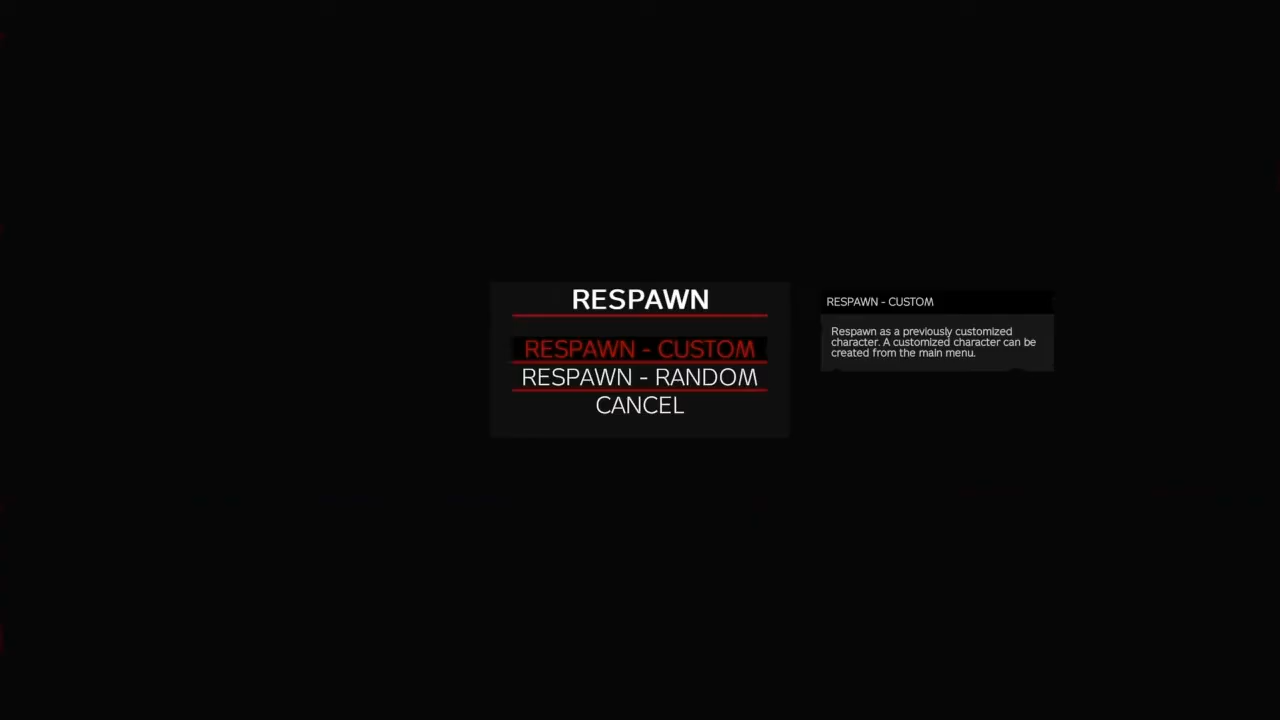 RESPAWN
RESPAWN - CUSTOM
RESPAWN - RANDOM
CANCEL
RESPAWN - CUSTOM
Respawn as a previously customized
character. A customized character can be
created from the main menu.